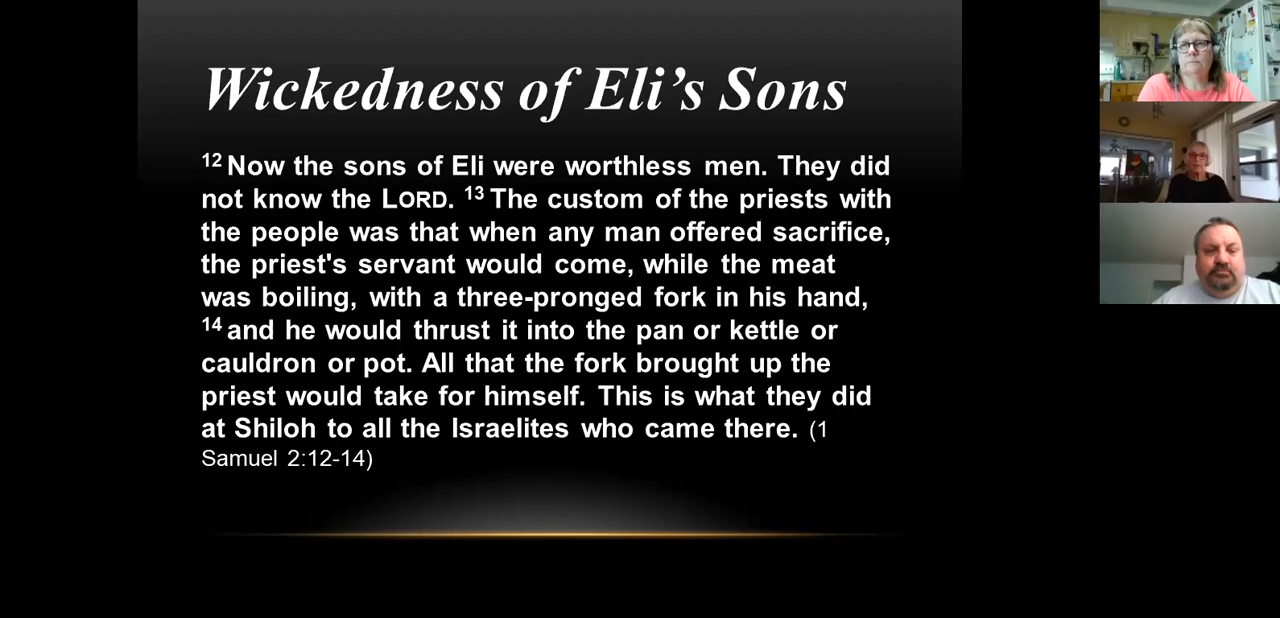 Wickedness of Eli’s Sons
12 Now the sons of Eli were worthless men. They did
not know the LORD. 13 The custom of the priests with
the people was that when any man offered sacrifice,
the priest's servant would come, while the meat
was boiling, with a three-pronged fork in his hand,
14 and he would thrust it into the pan or kettle or
cauldron or pot. All that the fork brought up the
priest would take for himself. This is what they did
at Shiloh to all the Israelites who came there. (1
Samuel 2:12-14)